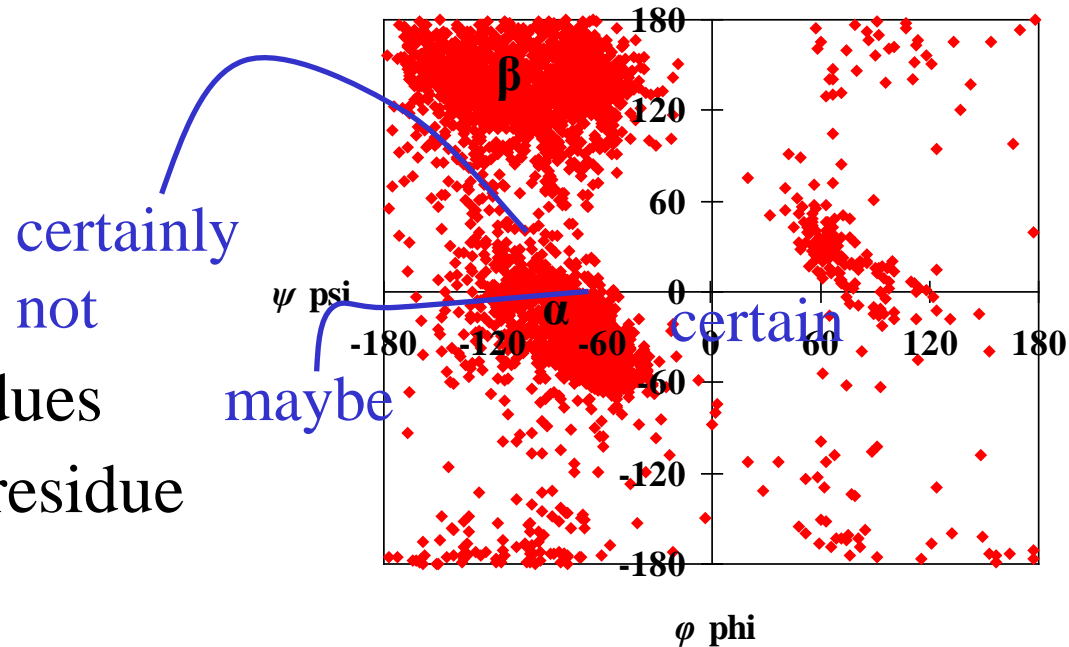 180
β
120
certainly
60
not
ψ psi
0
α
certain
-180 -120 -60 0 60 120 180
-60
dues
maybe
-120
residue
-180
φ phi